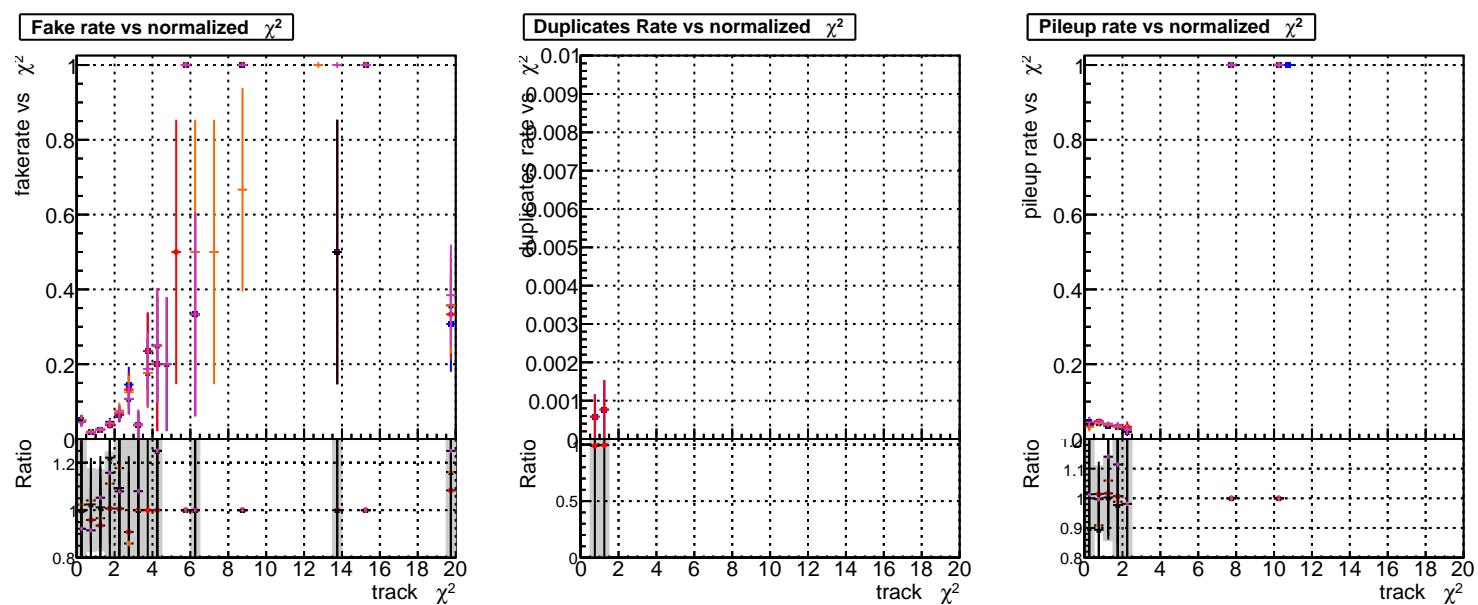 Fake rate vs normalized χ²
fakerate vs χ²
1
0.8
0.6
0.4
0.2
0
Ratio
1.2
1
0.8
0 2 4 6 8 10 12 14 16 18 20
track χ²
Duplicates Rate vs normalized χ²
duplicates rate vs χ²
0.01
0.009
0.008
0.007
0.006
0.005
0.004
0.003
0.002
0.001
0
Ratio
1
0.5
0
0 2 4 6 8 10 12 14 16 18 20
track χ²
Pileup rate vs normalized χ²
pileup rate vs χ²
1
0.8
0.6
0.4
0.2
0
Ratio
1.1
1
0.9
0.8
0 2 4 6 8 10 12 14 16 18 20
track χ²